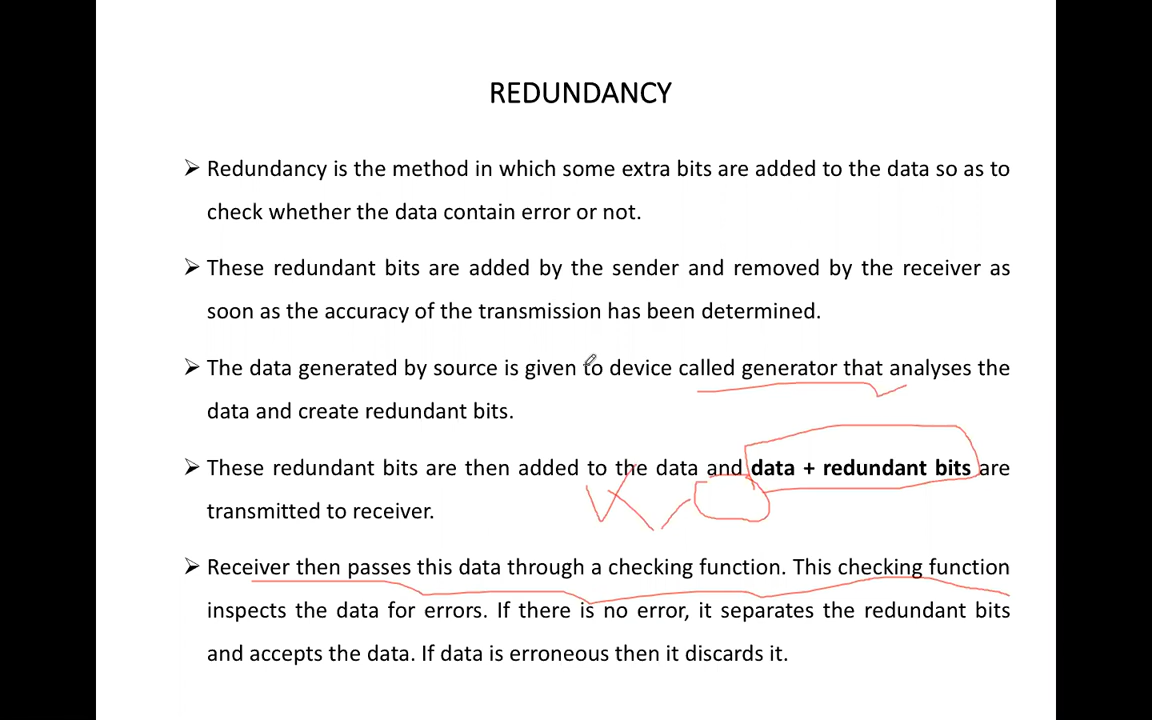 REDUNDANCY
➢ Redundancy is the method in which some extra bits are added to the data so as to
check whether the data contain error or not.
➢ These redundant bits are added by the sender and removed by the receiver as
soon as the accuracy of the transmission has been determined.
➢ The data generated by source is given to device called generator that analyses the
data and create redundant bits.
➢ These redundant bits are then added to the data and data + redundant bits are
transmitted to receiver.
➢ Receiver then passes this data through a checking function. This checking function
inspects the data for errors. If there is no error, it separates the redundant bits
and accepts the data. If data is erroneous then it discards it.